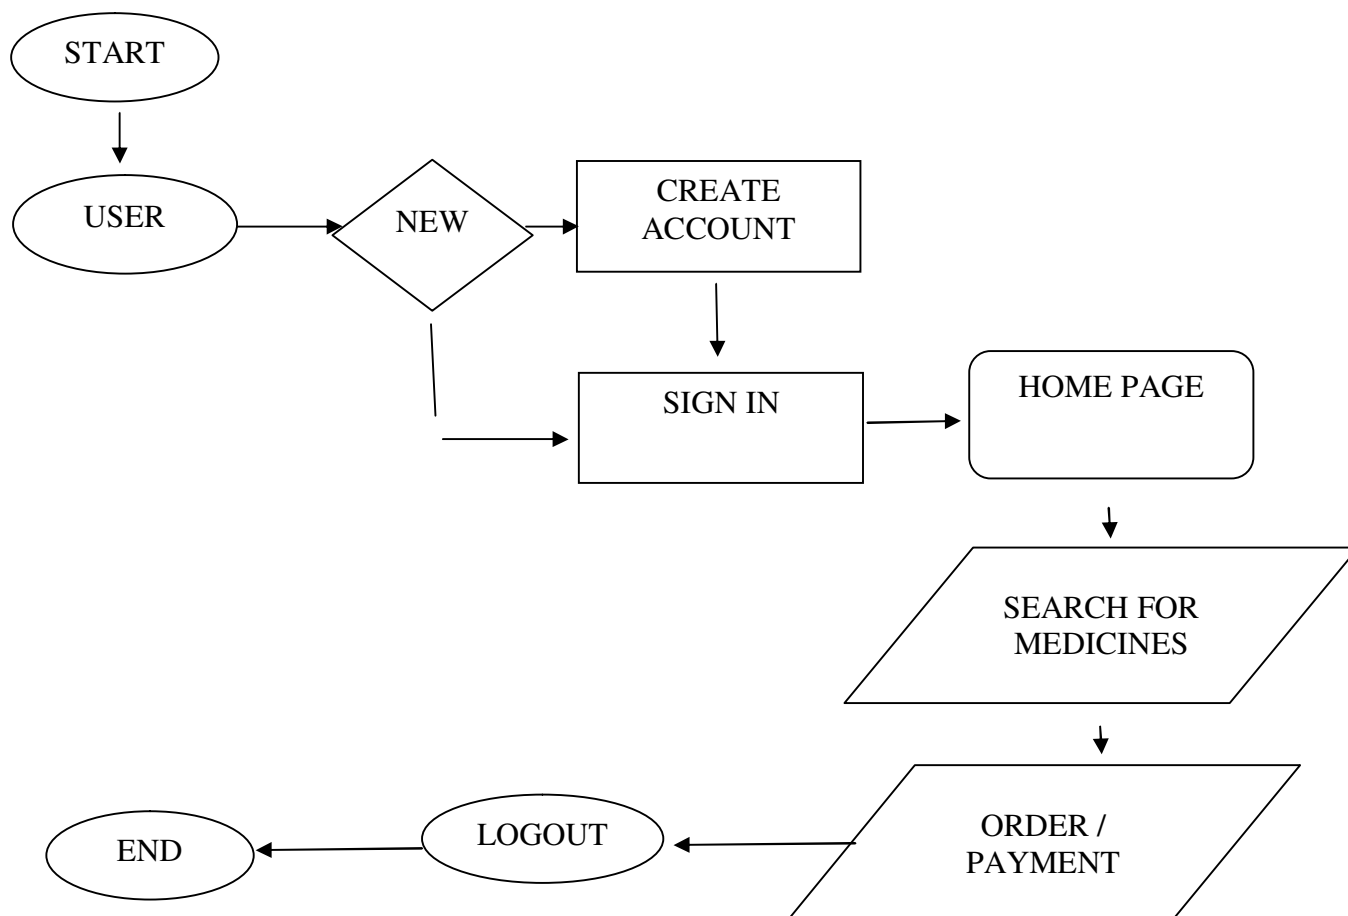 START
USER
NEW
CREATE
ACCOUNT
SIGN IN
HOME PAGE
SEARCH FOR
MEDICINES
ORDER /
PAYMENT
LOGOUT
END